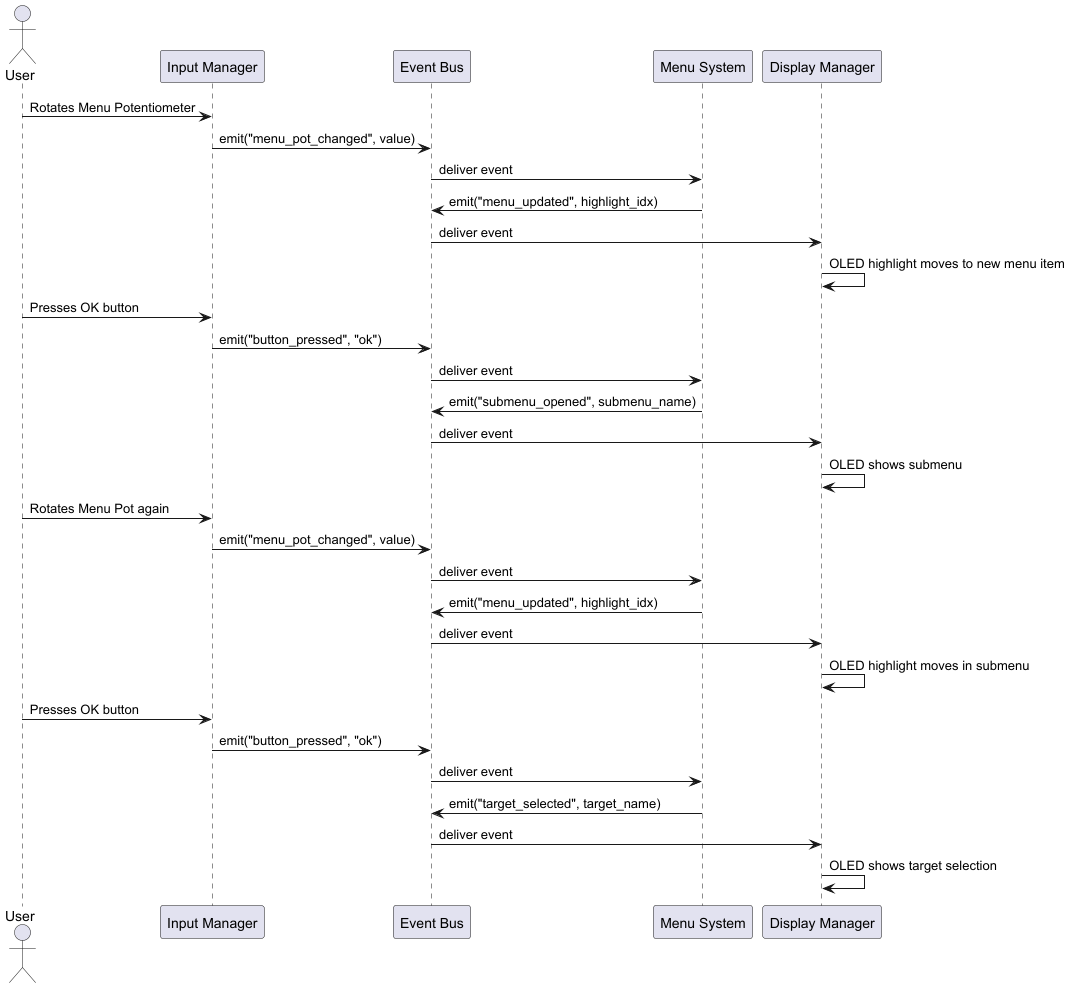 User
Input Manager
Event Bus
Menu System
Display Manager
Rotates Menu Potentiometer
emit("menu_pot_changed", value)
deliver event
emit("menu_updated", highlight_idx)
deliver event
OLED highlight moves to new menu item
Presses OK button
emit("button_pressed", "ok")
deliver event
emit("submenu_opened", submenu_name)
deliver event
OLED shows submenu
Rotates Menu Pot again
emit("menu_pot_changed", value)
deliver event
emit("menu_updated", highlight_idx)
deliver event
OLED highlight moves in submenu
Presses OK button
emit("button_pressed", "ok")
deliver event
emit("target_selected", target_name)
deliver event
OLED shows target selection
User
Input Manager
Event Bus
Menu System
Display Manager